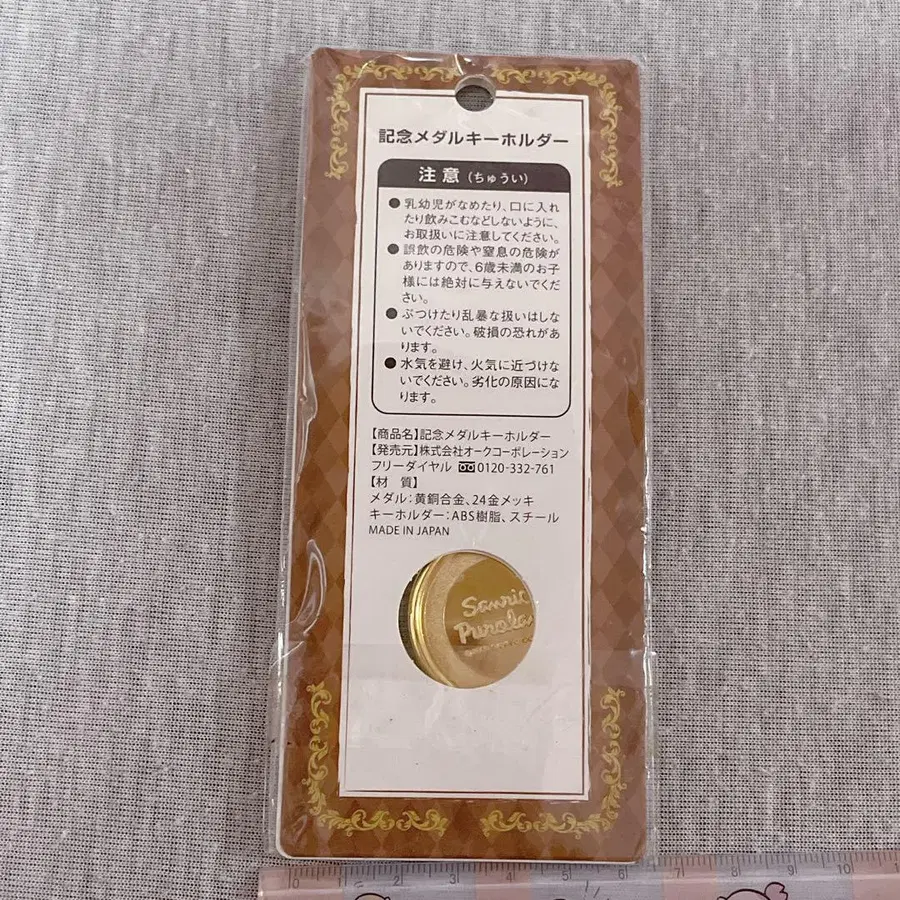 記念メダルキーホルダー
注意（ちゅうい）
●乳幼児がなめたり、口に入れ
たり飲みこむなどしないように、
お取扱いに注意してください。
●誤飲の危険や窒息の危険が
ありますので、6歳未満のお子
様には絶対に与えないでくだ
さい。
●ぶつけたり乱暴な扱いはしな
いでください。破損の恐れがあ
ります。
●水気を避け、火気に近づけな
いでください。劣化の原因にな
ります。
【商品名】記念メダルキーホルダー
【発売元】株式会社オークコーポレーション
フリーダイヤル 0120-332-761
【材　質】
メダル：黄銅合金、24金メッキ
キーホルダー：ABS樹脂、スチール
MADE IN JAPAN
Sanrio
0 1 2 3 4 5 6 7 8 9 10